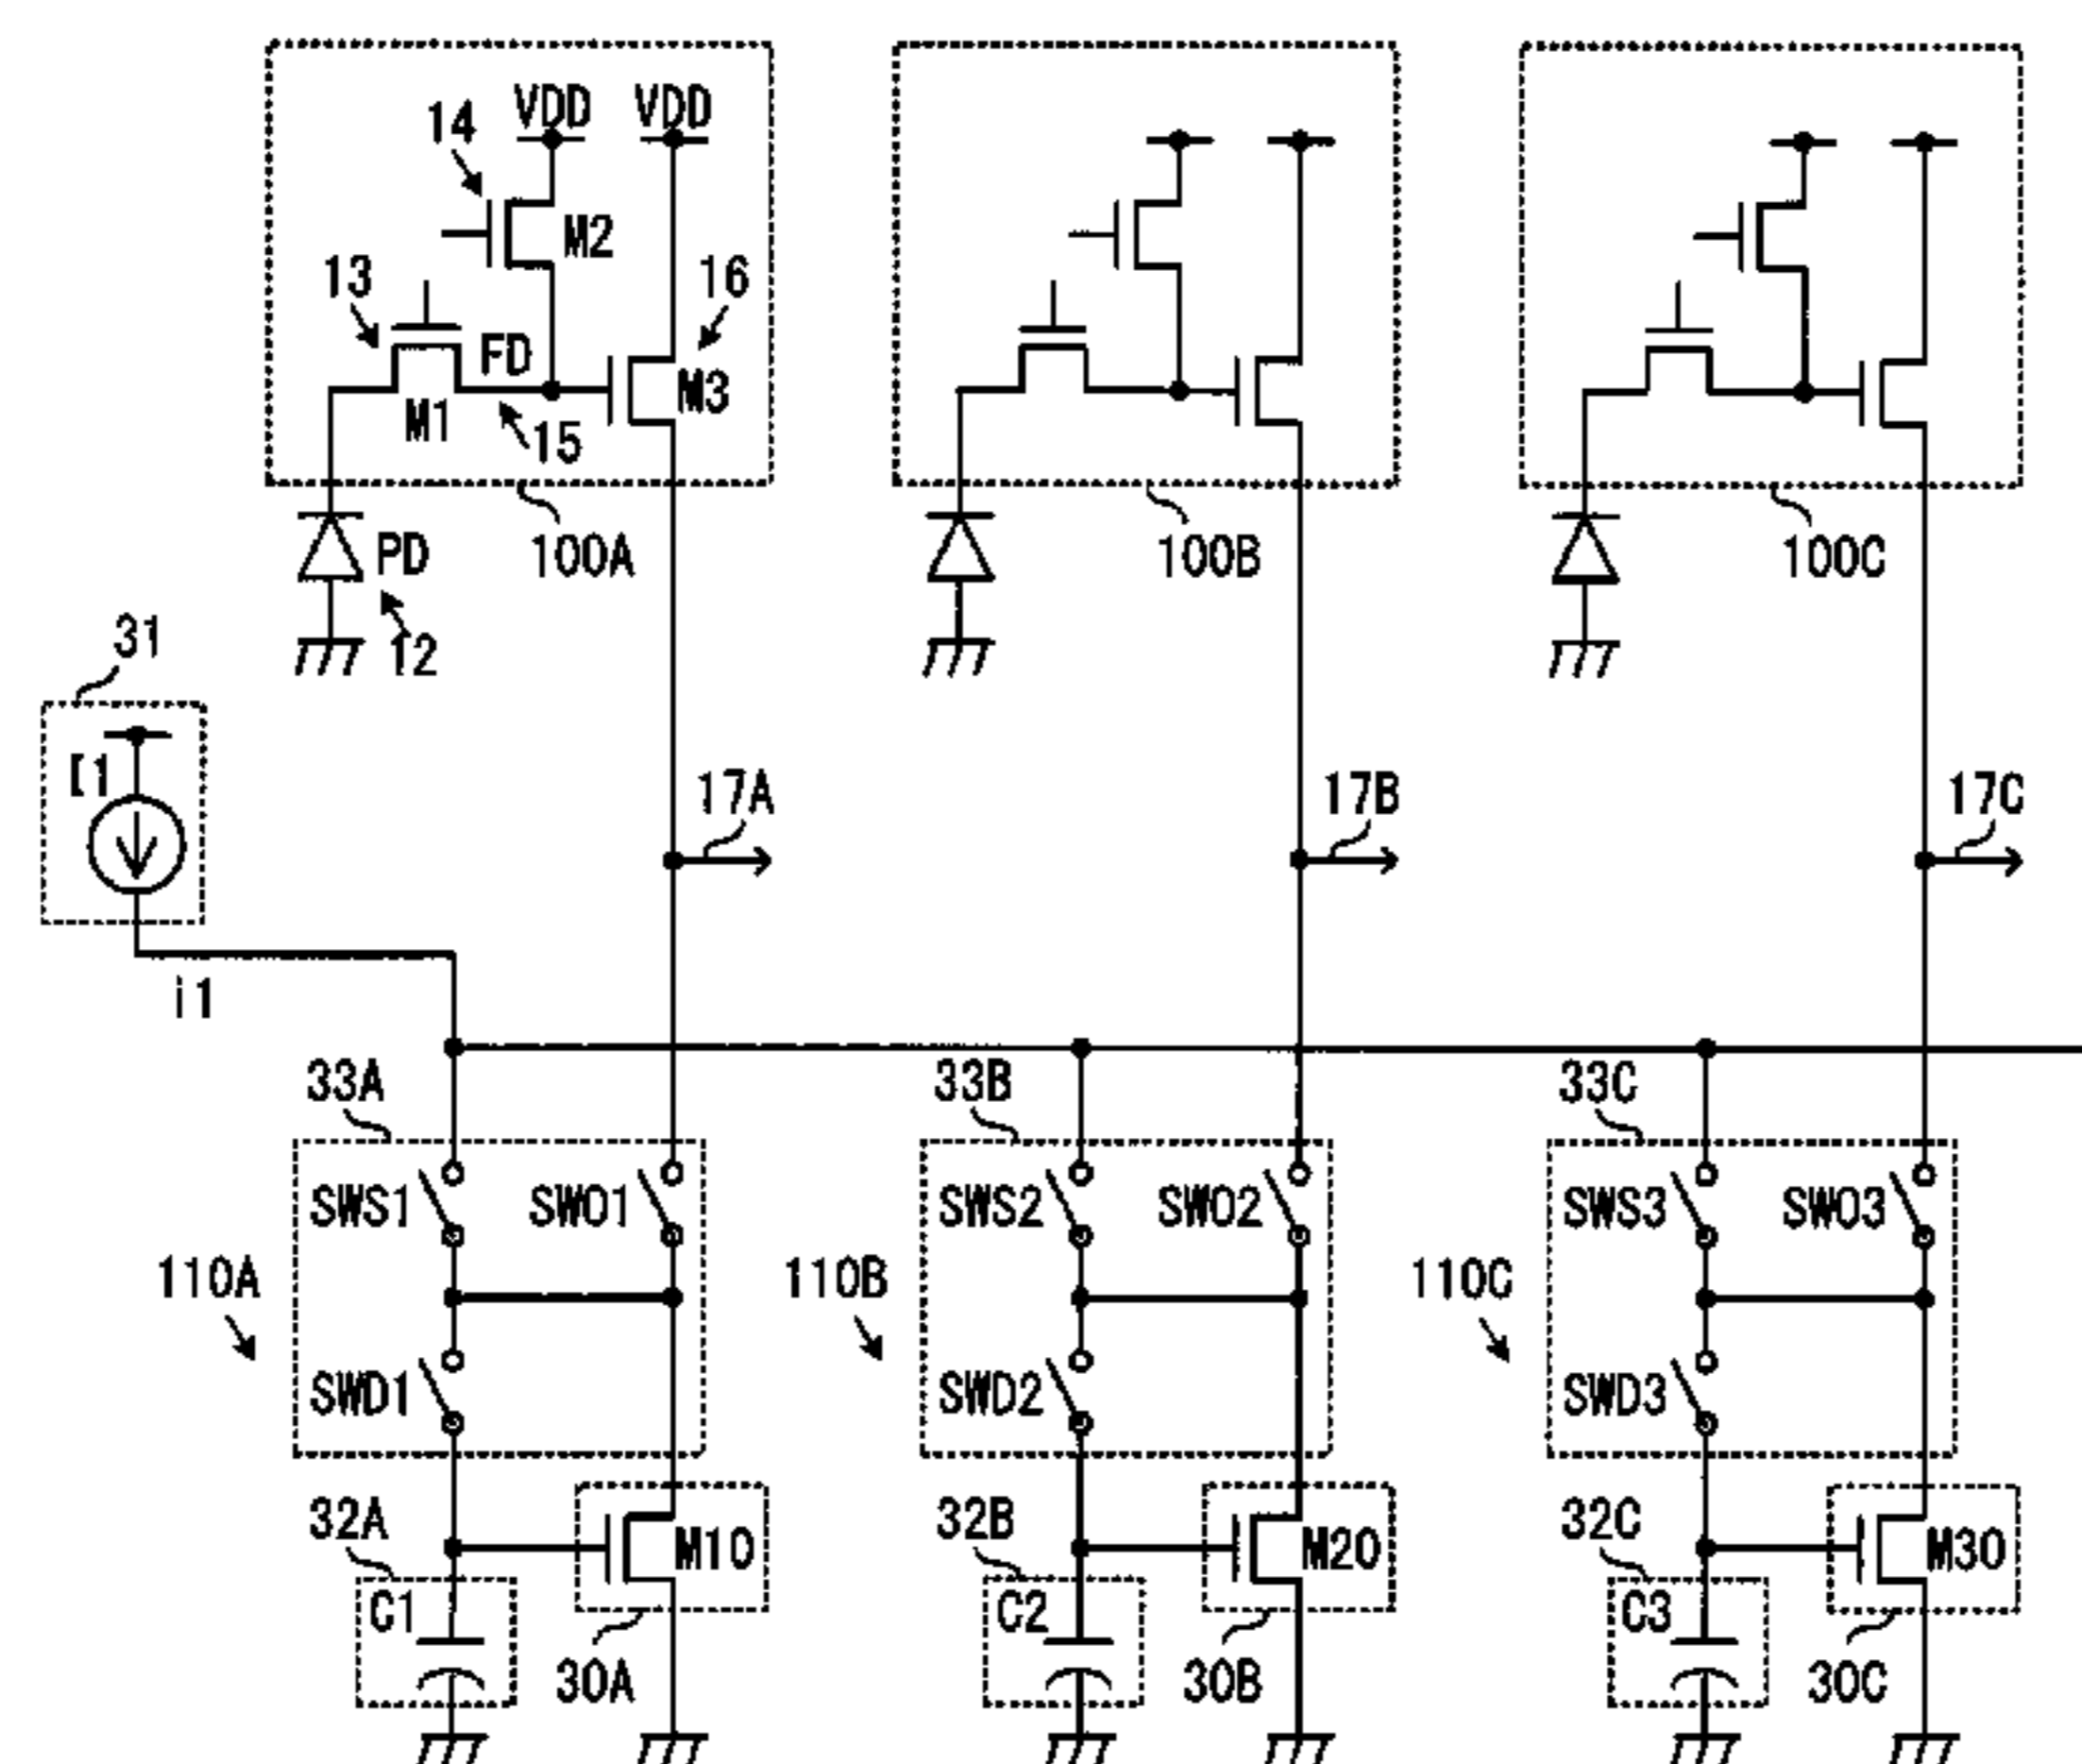 VDD VDD
14
M2
13 16
FD
M3
M1
15
PD
100A 100B 100C
12
31
I1
17A 17B 17C
i1
33A 33B 33C
SWS1 SWO1 SWS2 SWO2 SWS3 SWO3
110A 110B 110C
SWD1 SWD2 SWD3
32A M10 32B M20 32C M30
C1 C2 C3
30A 30B 30C